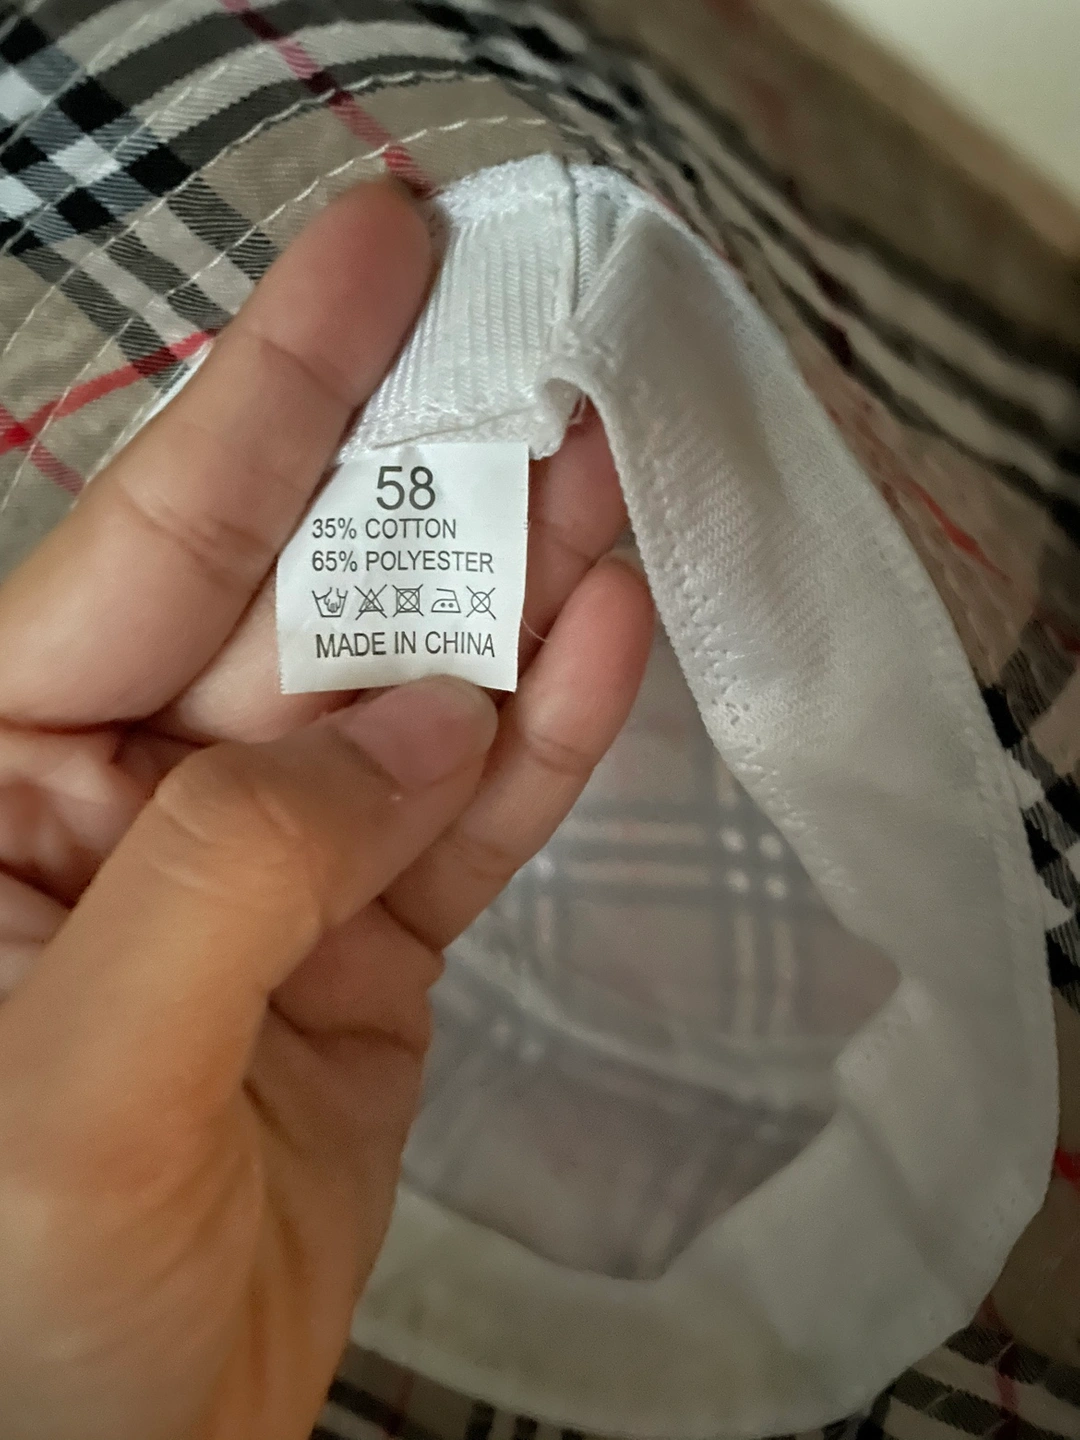 58
35% COTTON
65% POLYESTER
MADE IN CHINA